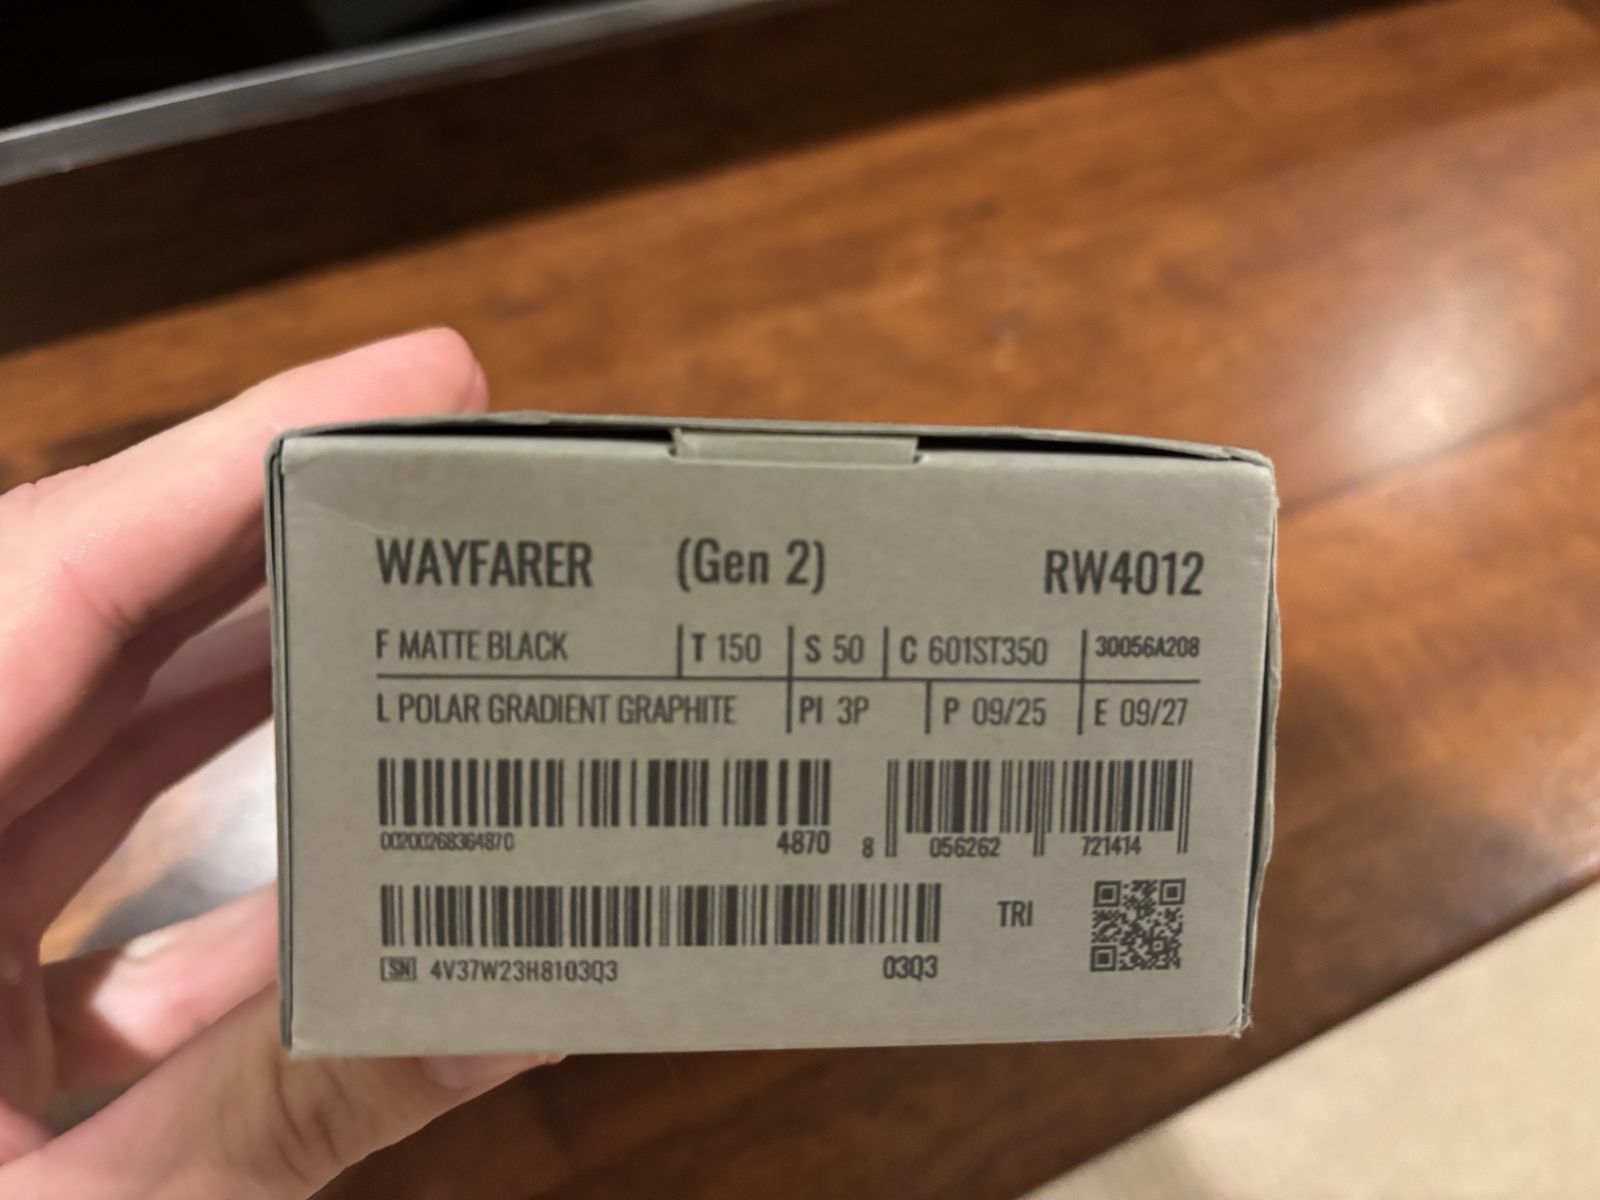 WAYFARER (Gen 2) RW4012
F MATTE BLACK T 150 S 50 C 601ST350 30056A208
L POLAR GRADIENT GRAPHITE PI 3P P 09/25 E 09/27
00200268364870 4870 8 056262 721414
SN 4V37W23H8103Q3 03Q3 TRI